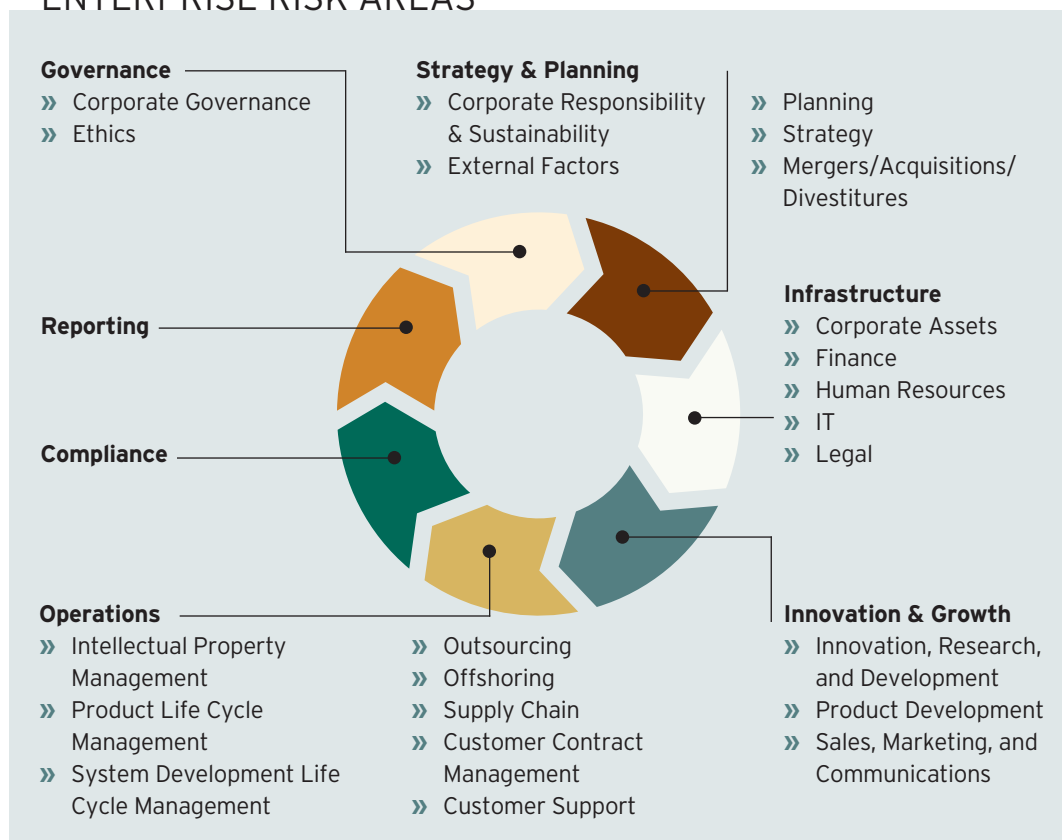 ENTERPRISE RISK AREAS
Governance
» Corporate Governance
» Ethics
Strategy & Planning
» Corporate Responsibility
& Sustainability
» External Factors
» Planning
» Strategy
» Mergers/Acquisitions/
Divestitures
Infrastructure
» Corporate Assets
» Finance
» Human Resources
» IT
» Legal
Reporting
Compliance
Operations
» Intellectual Property
Management
» Product Life Cycle
Management
» System Development Life
Cycle Management
» Outsourcing
» Offshoring
» Supply Chain
» Customer Contract
Management
» Customer Support
Innovation & Growth
» Innovation, Research,
and Development
» Product Development
» Sales, Marketing, and
Communications